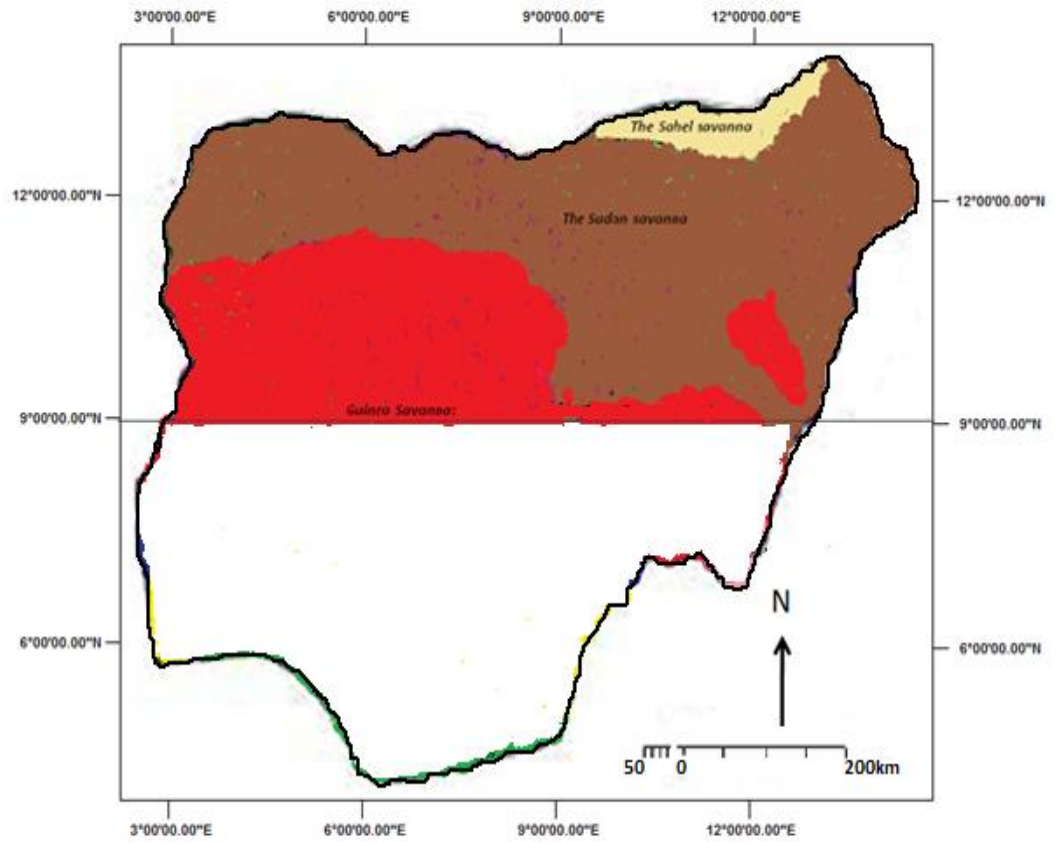 3°00'00.00"E 6°00'00.00"E 9°00'00.00"E 12°00'00.00"E
The Sahel savanna
12°00'00.00"N 12°00'00.00"N
The Sudan savanna
Guinea Savanna:
9°00'00.00"N 9°00'00.00"N
N
6°00'00.00"N 6°00'00.00"N
50 0 200km
3°00'00.00"E 6°00'00.00"E 9°00'00.00"E 12°00'00.00"E